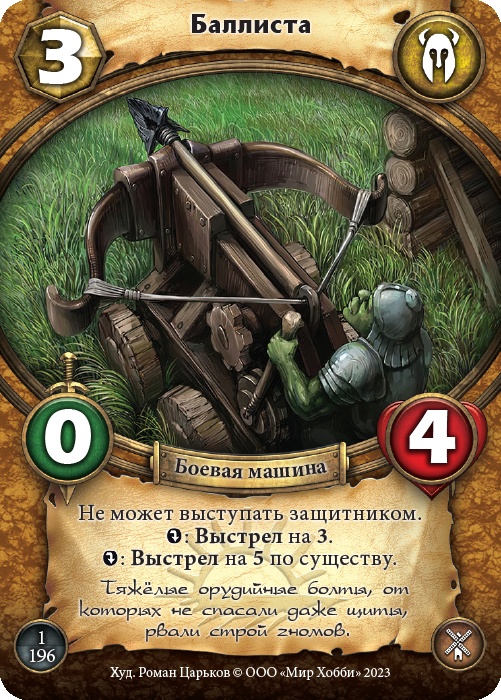 Баллиста
3
0
4
Боевая машина
Не может выступать защитником.
: Выстрел на 3.
: Выстрел на 5 по существу.
Тяжёлые орудийные болты, от
которых не спасали даже щиты,
рвали строй гномов.
1
196
Худ. Роман Царьков © ООО «Мир Хобби» 2023